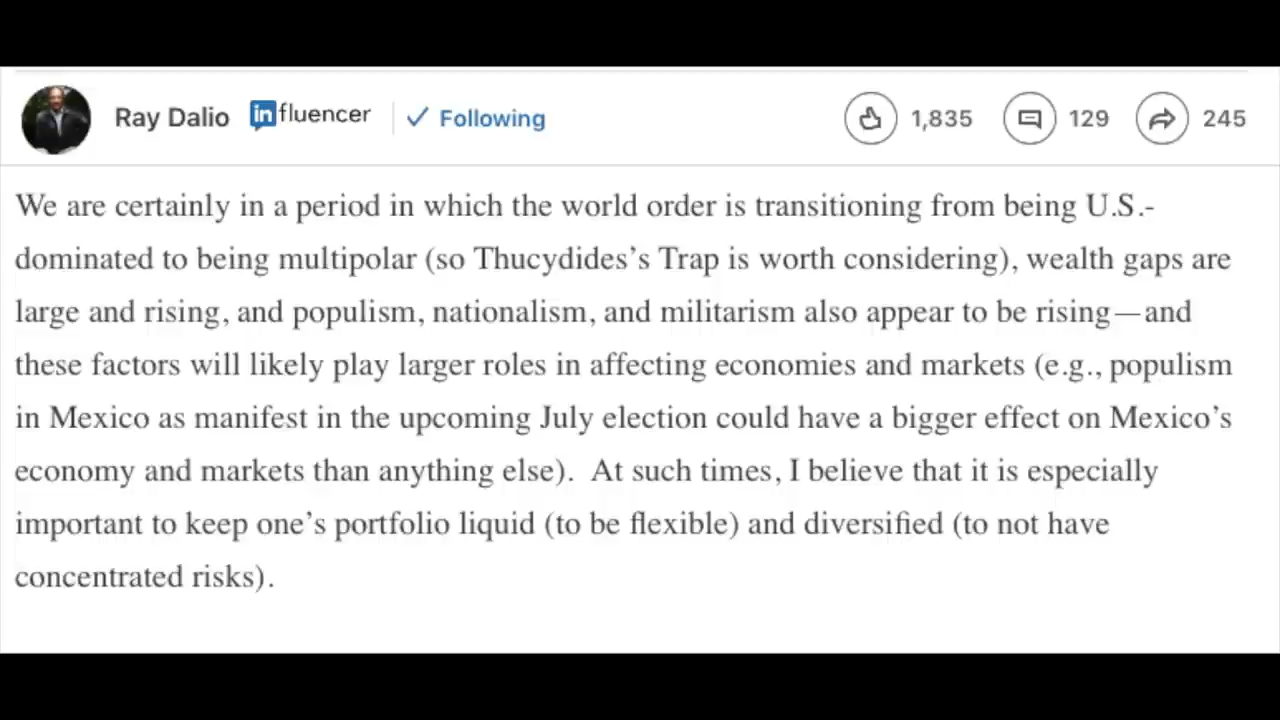 Ray Dalio influencer Following 1,835 129 245
We are certainly in a period in which the world order is transitioning from being U.S.-
dominated to being multipolar (so Thucydides’s Trap is worth considering), wealth gaps are
large and rising, and populism, nationalism, and militarism also appear to be rising—and
these factors will likely play larger roles in affecting economies and markets (e.g., populism
in Mexico as manifest in the upcoming July election could have a bigger effect on Mexico’s
economy and markets than anything else).  At such times, I believe that it is especially
important to keep one’s portfolio liquid (to be flexible) and diversified (to not have
concentrated risks).